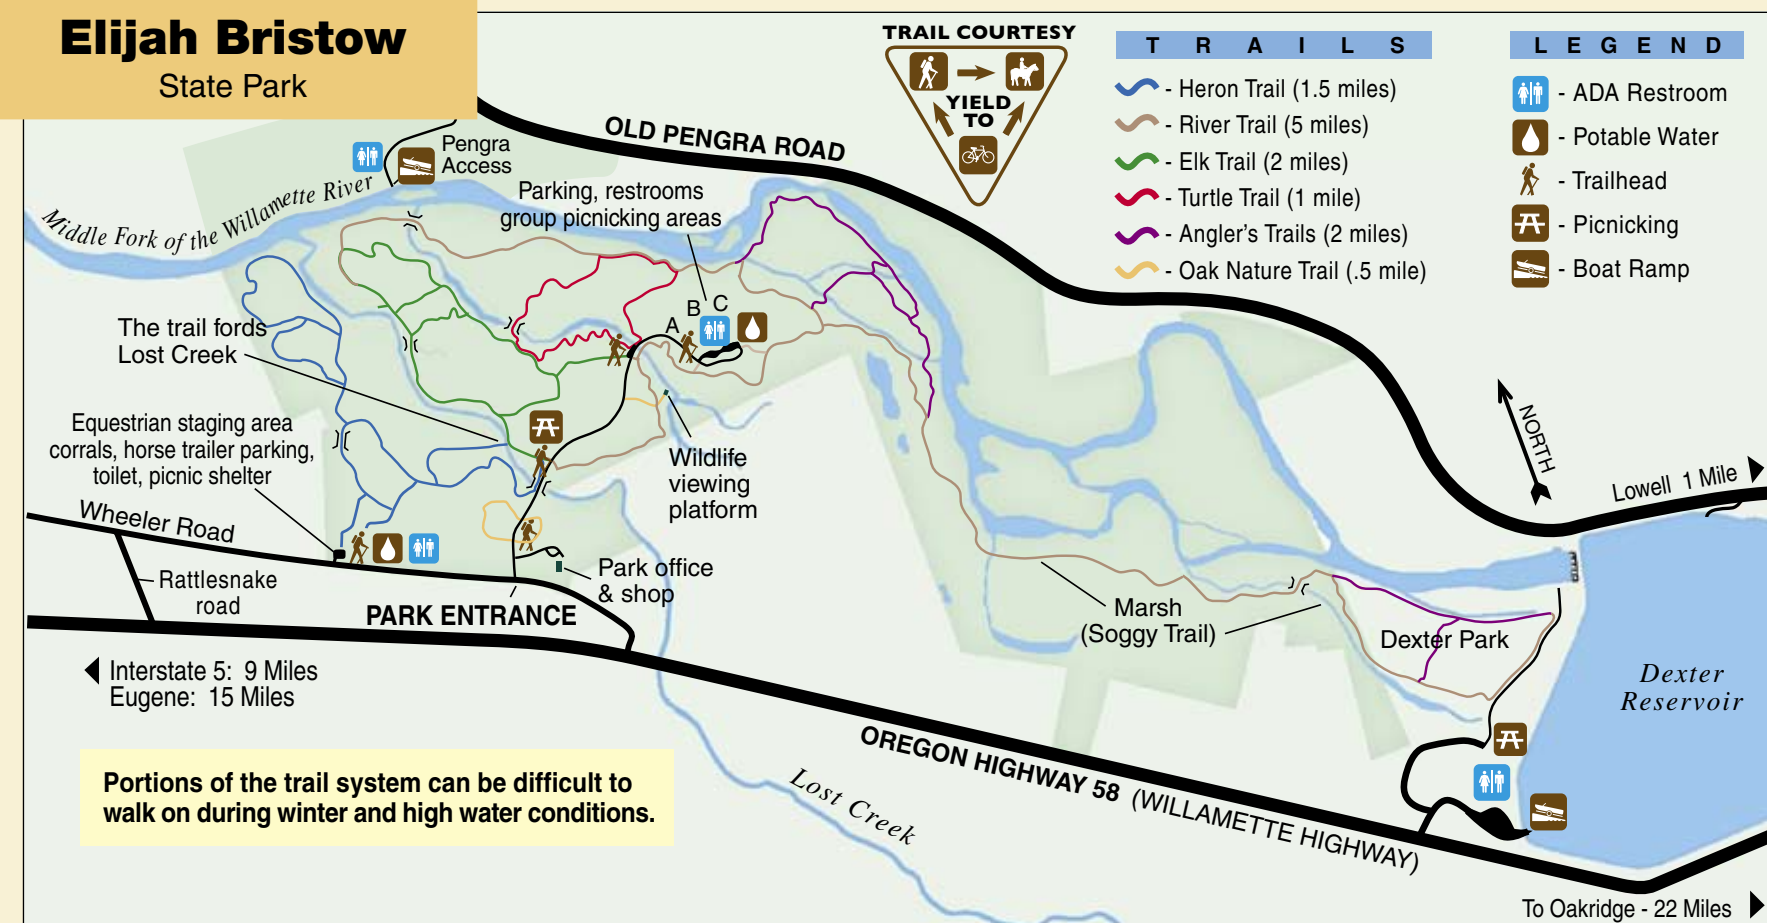 Elijah Bristow
State Park
TRAIL COURTESY
YIELD
TO
TRAILS
- Heron Trail (1.5 miles)
- River Trail (5 miles)
- Elk Trail (2 miles)
- Turtle Trail (1 mile)
- Angler's Trails (2 miles)
- Oak Nature Trail (.5 mile)
LEGEND
- ADA Restroom
- Potable Water
- Trailhead
- Picnicking
- Boat Ramp
OLD PENGRA ROAD
Pengra
Access
Middle Fork of the Willamette River
Parking, restrooms
group picnicking areas
A
B
C
The trail fords
Lost Creek
Equestrian staging area
corrals, horse trailer parking,
toilet, picnic shelter
Wheeler Road
Rattlesnake
road
PARK ENTRANCE
Park office
& shop
Wildlife
viewing
platform
NORTH
Lowell 1 Mile
Marsh
(Soggy Trail)
Dexter Park
Dexter
Reservoir
Interstate 5: 9 Miles
Eugene: 15 Miles
Portions of the trail system can be difficult to
walk on during winter and high water conditions.
Lost Creek
OREGON HIGHWAY 58 (WILLAMETTE HIGHWAY)
To Oakridge - 22 Miles